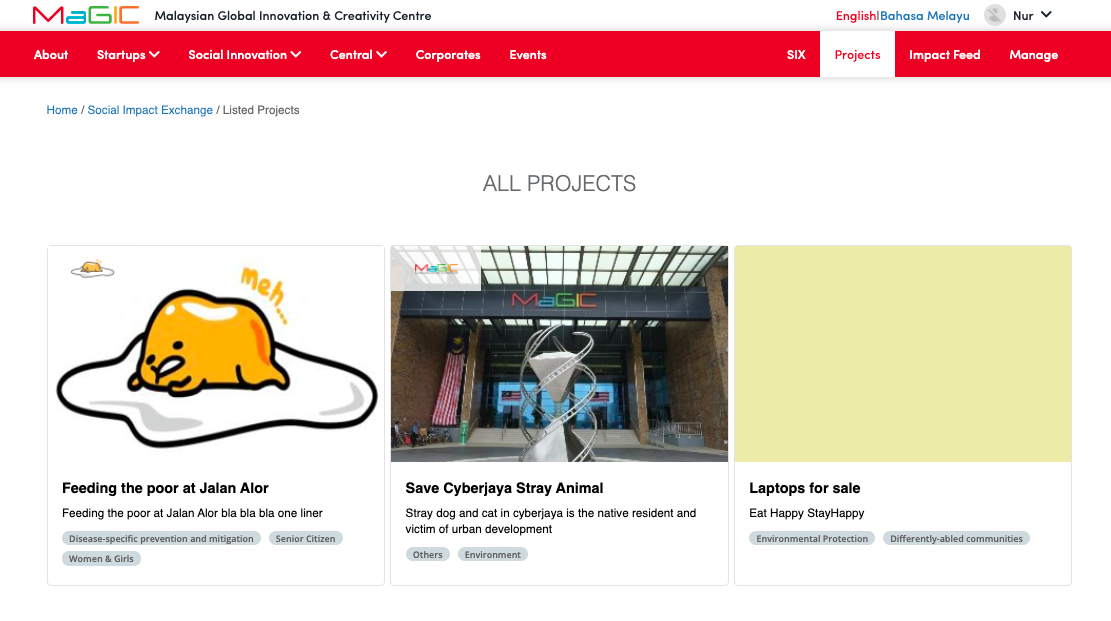 MaGIC Malaysian Global Innovation & Creativity Centre English|Bahasa Melayu Nur
About Startups Social Innovation Central Corporates Events SIX Projects Impact Feed Manage
Home / Social Impact Exchange / Listed Projects
ALL PROJECTS
meh...
MaGIC
MaGIC
Feeding the poor at Jalan Alor
Feeding the poor at Jalan Alor bla bla bla one liner
Disease-specific prevention and mitigation Senior Citizen
Women & Girls
Save Cyberjaya Stray Animal
Stray dog and cat in cyberjaya is the native resident and
victim of urban development
Others Environment
Laptops for sale
Eat Happy StayHappy
Environmental Protection Differently-abled communities